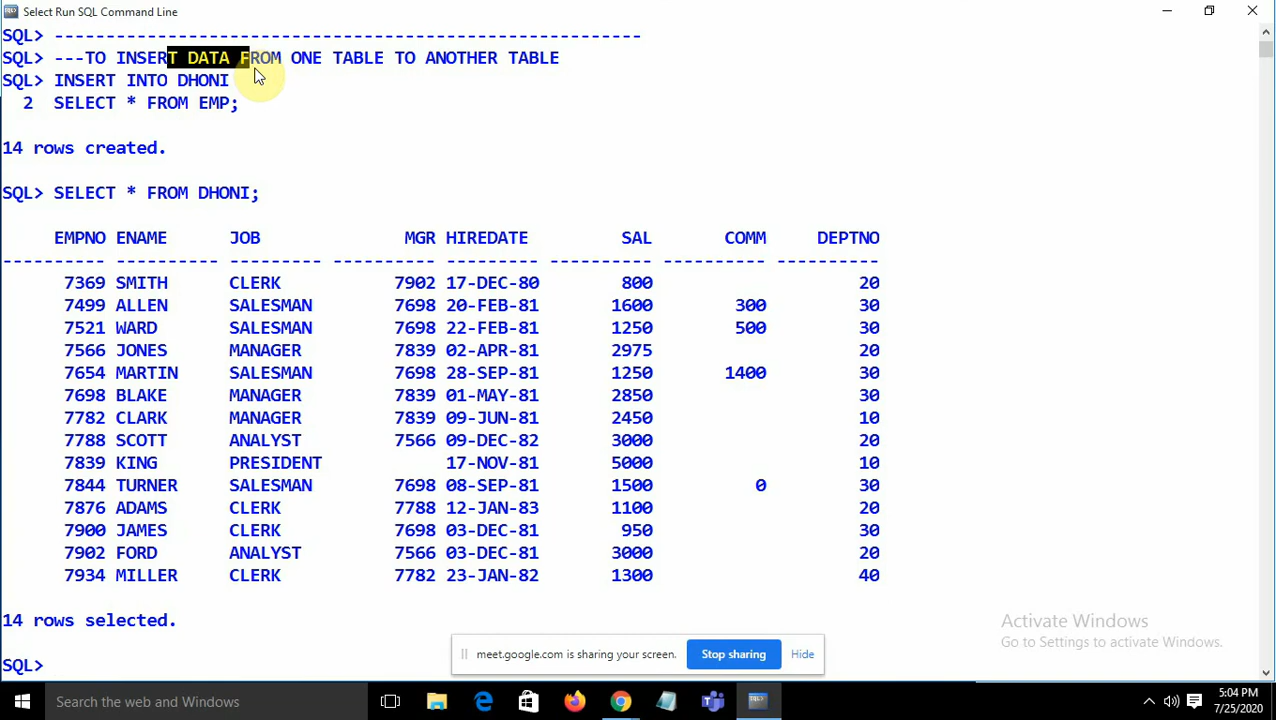 Select Run SQL Command Line
SQL> ---------------------------------------------------------
SQL> ---TO INSERT DATA FROM ONE TABLE TO ANOTHER TABLE
SQL> INSERT INTO DHONI
2 SELECT * FROM EMP;
14 rows created.
SQL> SELECT * FROM DHONI;
EMPNO ENAME JOB MGR HIREDATE SAL COMM DEPTNO
---------- ---------- --------- ---------- --------- ---------- ---------- ----------
7369 SMITH CLERK 7902 17-DEC-80 800 20
7499 ALLEN SALESMAN 7698 20-FEB-81 1600 300 30
7521 WARD SALESMAN 7698 22-FEB-81 1250 500 30
7566 JONES MANAGER 7839 02-APR-81 2975 20
7654 MARTIN SALESMAN 7698 28-SEP-81 1250 1400 30
7698 BLAKE MANAGER 7839 01-MAY-81 2850 30
7782 CLARK MANAGER 7839 09-JUN-81 2450 10
7788 SCOTT ANALYST 7566 09-DEC-82 3000 20
7839 KING PRESIDENT 17-NOV-81 5000 10
7844 TURNER SALESMAN 7698 08-SEP-81 1500 0 30
7876 ADAMS CLERK 7788 12-JAN-83 1100 20
7900 JAMES CLERK 7698 03-DEC-81 950 30
7902 FORD ANALYST 7566 03-DEC-81 3000 20
7934 MILLER CLERK 7782 23-JAN-82 1300 40
14 rows selected.
SQL>
Activate Windows
Go to Settings to activate Windows.
meet.google.com is sharing your screen. Stop sharing Hide
Search the web and Windows
5:04 PM
7/25/2020